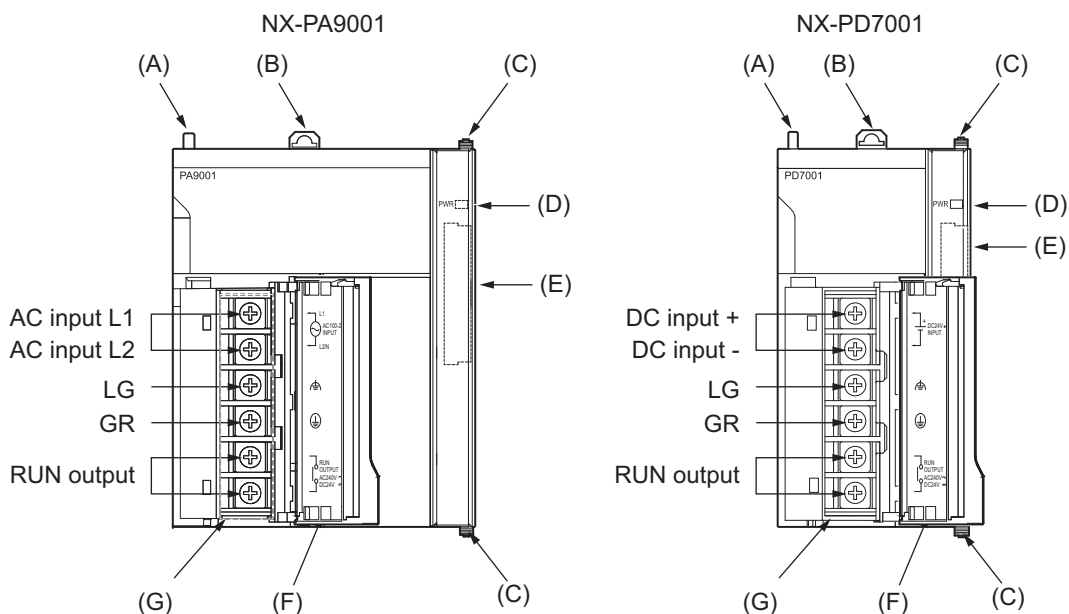 NX-PA9001
NX-PD7001
(A)
(B)
(C)
(A)
(B)
(C)
PA9001
PWR
(D)
(E)
PD7001
PWR
(D)
(E)
AC input L1
AC input L2
LG
GR
RUN output
L1
AC100-2
INPUT
L2/N
RUN
OUTPUT
AC240V
DC24V
DC input +
DC input -
LG
GR
RUN output
DC24V
INPUT
RUN
OUTPUT
AC240V
DC24V
(G)
(F)
(C)
(G)
(F)
(C)